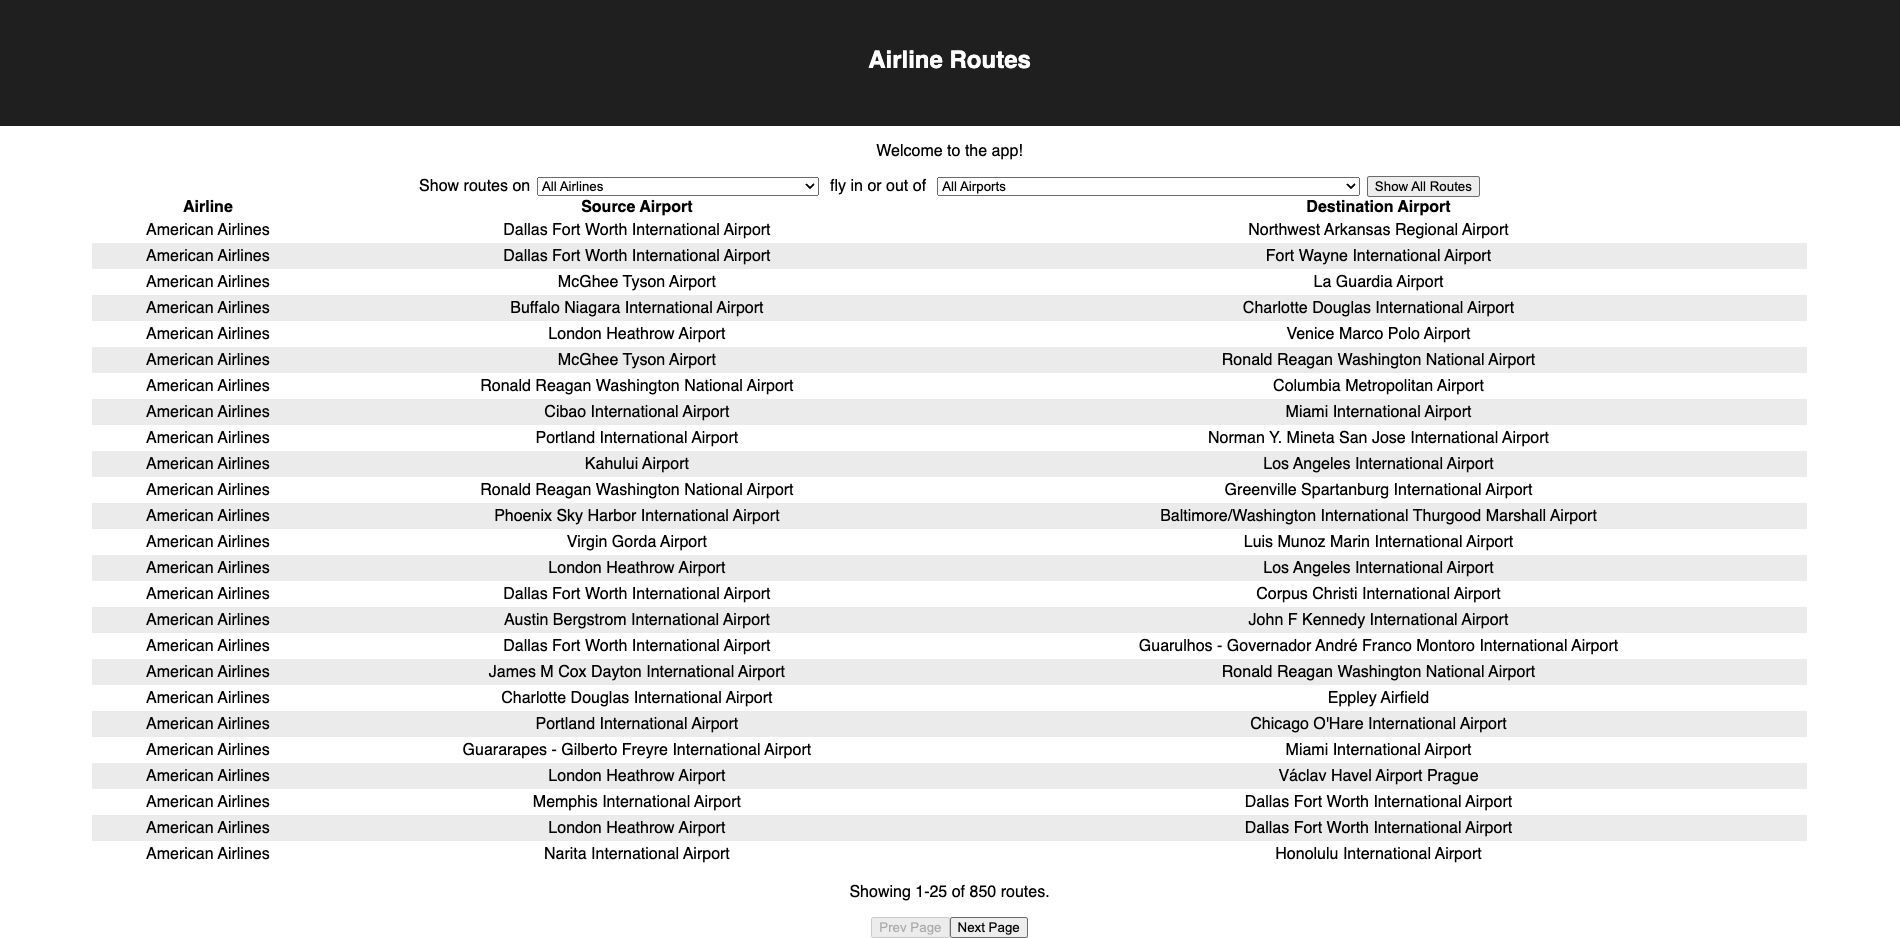 Airline Routes
Welcome to the app!
Show routes on All Airlines fly in or out of All Airports Show All Routes
Airline Source Airport Destination Airport
American Airlines Dallas Fort Worth International Airport Northwest Arkansas Regional Airport
American Airlines Dallas Fort Worth International Airport Fort Wayne International Airport
American Airlines McGhee Tyson Airport La Guardia Airport
American Airlines Buffalo Niagara International Airport Charlotte Douglas International Airport
American Airlines London Heathrow Airport Venice Marco Polo Airport
American Airlines McGhee Tyson Airport Ronald Reagan Washington National Airport
American Airlines Ronald Reagan Washington National Airport Columbia Metropolitan Airport
American Airlines Cibao International Airport Miami International Airport
American Airlines Portland International Airport Norman Y. Mineta San Jose International Airport
American Airlines Kahului Airport Los Angeles International Airport
American Airlines Ronald Reagan Washington National Airport Greenville Spartanburg International Airport
American Airlines Phoenix Sky Harbor International Airport Baltimore/Washington International Thurgood Marshall Airport
American Airlines Virgin Gorda Airport Luis Munoz Marin International Airport
American Airlines London Heathrow Airport Los Angeles International Airport
American Airlines Dallas Fort Worth International Airport Corpus Christi International Airport
American Airlines Austin Bergstrom International Airport John F Kennedy International Airport
American Airlines Dallas Fort Worth International Airport Guarulhos - Governador André Franco Montoro International Airport
American Airlines James M Cox Dayton International Airport Ronald Reagan Washington National Airport
American Airlines Charlotte Douglas International Airport Eppley Airfield
American Airlines Portland International Airport Chicago O'Hare International Airport
American Airlines Guararapes - Gilberto Freyre International Airport Miami International Airport
American Airlines London Heathrow Airport Václav Havel Airport Prague
American Airlines Memphis International Airport Dallas Fort Worth International Airport
American Airlines London Heathrow Airport Dallas Fort Worth International Airport
American Airlines Narita International Airport Honolulu International Airport
Showing 1-25 of 850 routes.
Prev Page Next Page